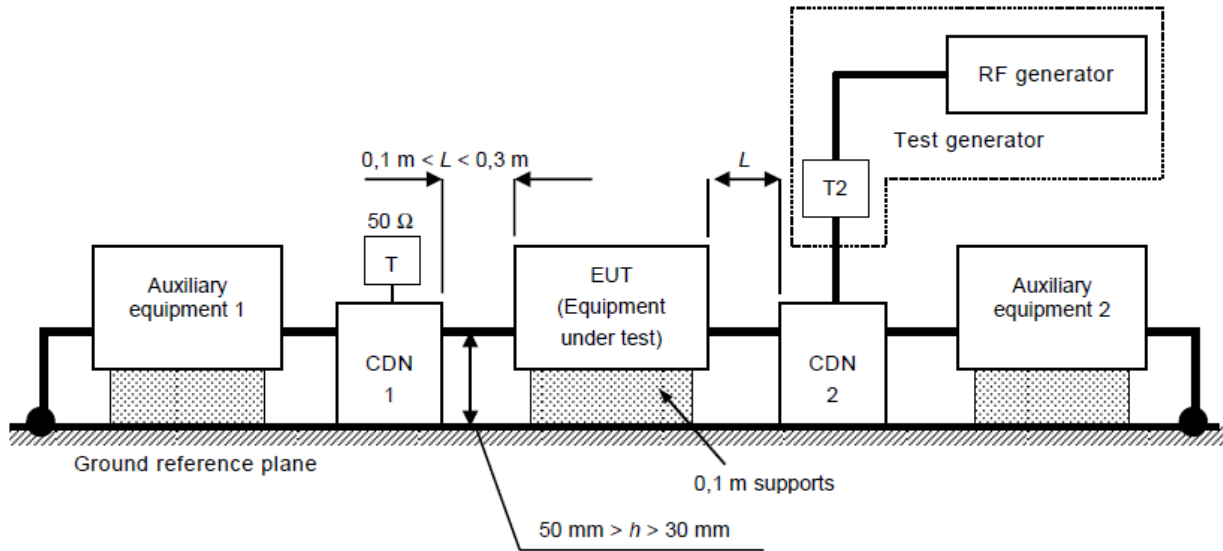 RF generator
Test generator
0,1 m < L < 0,3 m
L
T2
50 Ω
T
Auxiliary
equipment 1
EUT
(Equipment
under test)
Auxiliary
equipment 2
CDN
1
CDN
2
Ground reference plane
0,1 m supports
50 mm > h > 30 mm